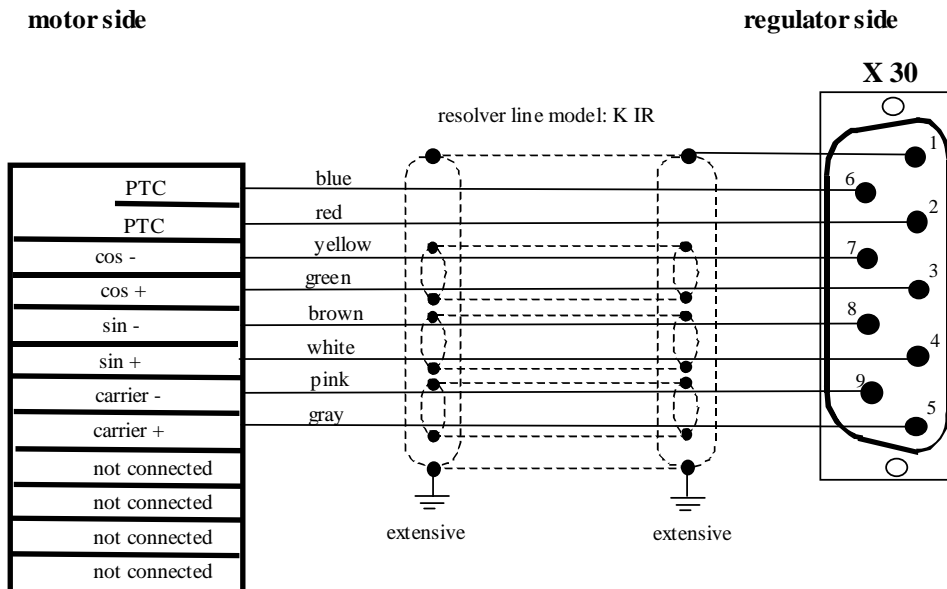 motor side
regulator side
X 30
resolver line model: K IR
1
PTC
blue
6
PTC
red
2
cos -
yellow
7
cos +
green
3
sin -
brown
8
sin +
white
4
carrier -
pink
9
carrier +
gray
5
not connected
not connected
not connected
not connected
extensive
extensive